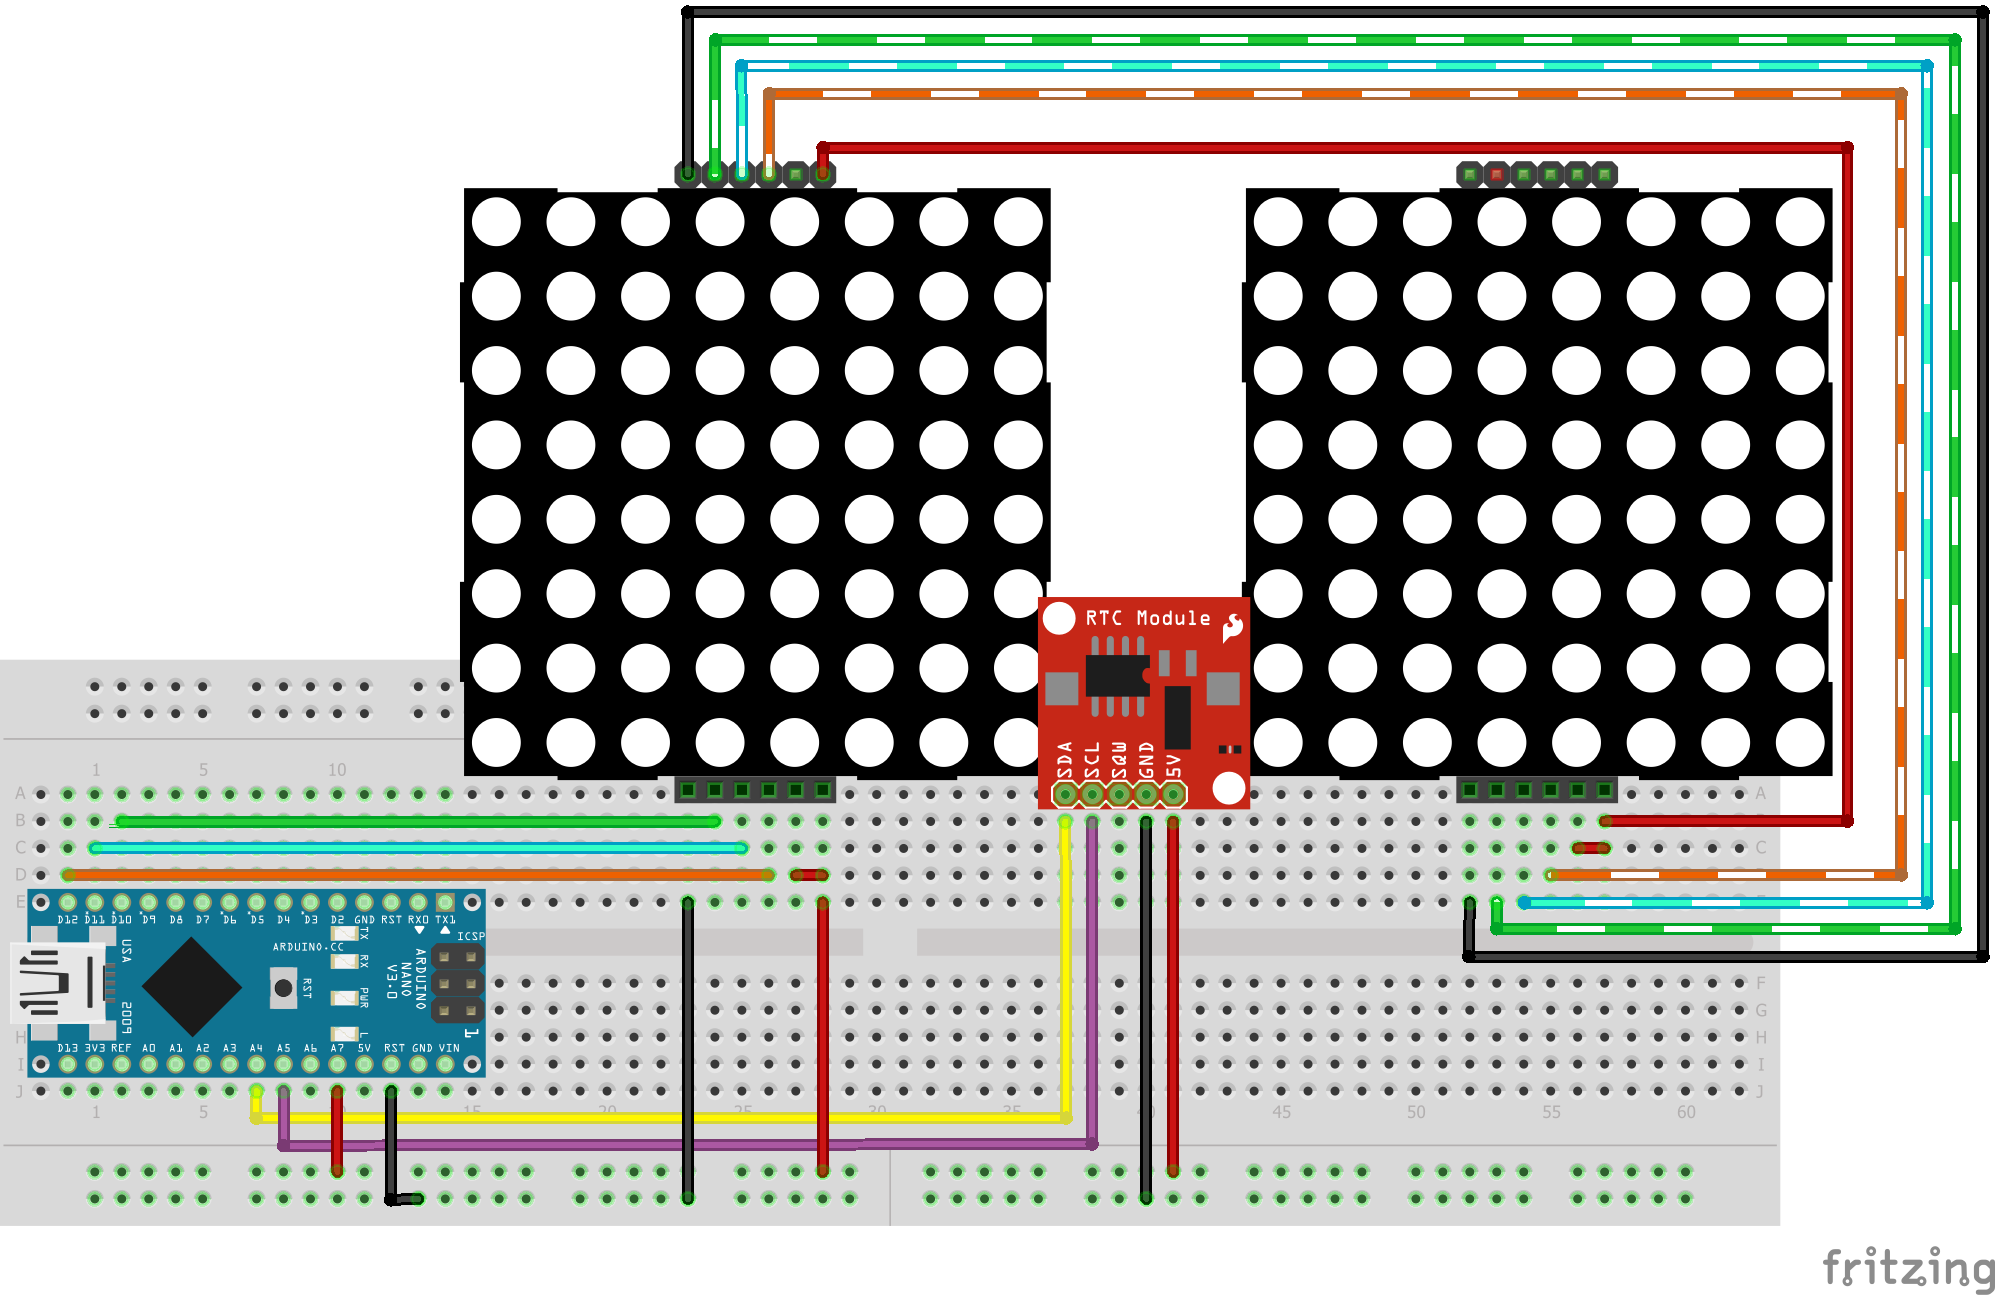 RTC Module
SDA
SCL
SQW
GND
5V
1 5 10
A A
B
C C
D
E
D12 D11 D10 D9 D8 D7 D6 D5 D4 D3 D2 GND RST RX0 TX1
TX
ICSP
USA
ARDUINO.CC
RX
ARDUINO
NANO
V3.0
RST
PWR
2009
L
1
D13 3V3 REF A0 A1 A2 A3 A4 A5 A6 A7 5V RST GND VIN
F
G
H H
I I
J J
1 5 15 20 25 30 35 40 45 50 55 60
fritzing